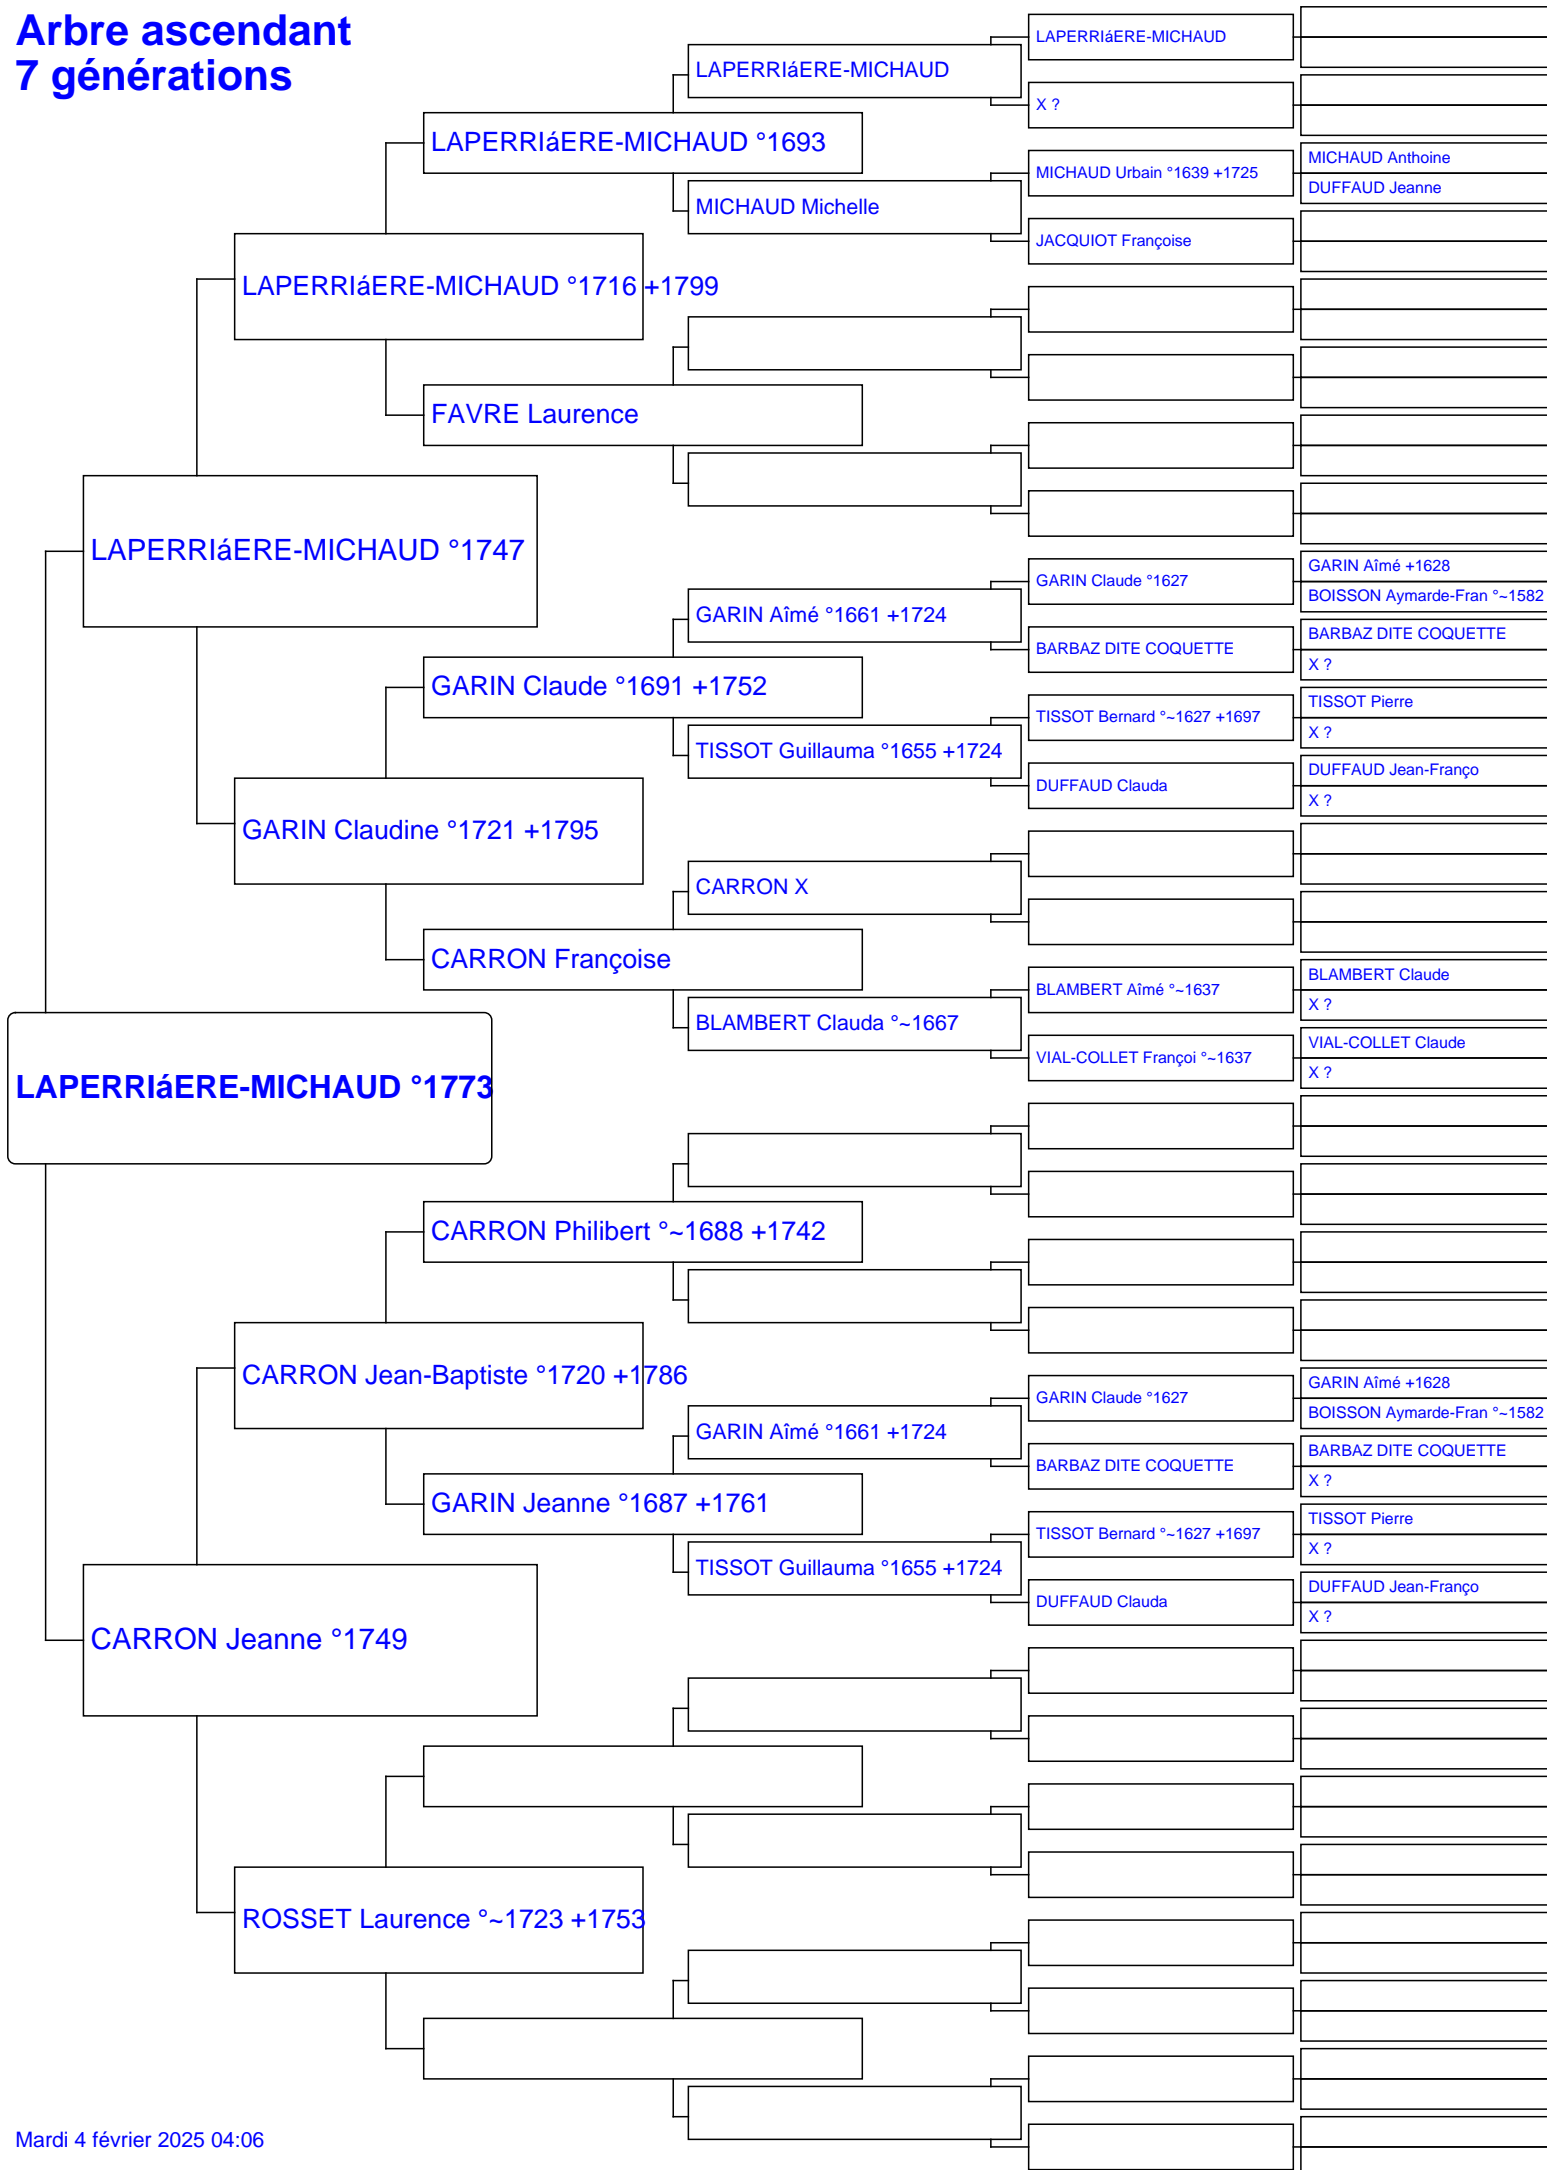 Arbre ascendant
7 générations
LAPERRIáERE-MICHAUD °1773
LAPERRIáERE-MICHAUD °1747
CARRON Jeanne °1749
LAPERRIáERE-MICHAUD °1716 +1799
GARIN Claudine °1721 +1795
CARRON Jean-Baptiste °1720 +1786
ROSSET Laurence °~1723 +1753
LAPERRIáERE-MICHAUD °1693
FAVRE Laurence
GARIN Claude °1691 +1752
CARRON Françoise
CARRON Philibert °~1688 +1742
GARIN Jeanne °1687 +1761
LAPERRIáERE-MICHAUD
MICHAUD Michelle
GARIN Aîmé °1661 +1724
TISSOT Guillauma °1655 +1724
CARRON X
BLAMBERT Clauda °~1667
GARIN Aîmé °1661 +1724
TISSOT Guillauma °1655 +1724
LAPERRIáERE-MICHAUD
X ?
MICHAUD Urbain °1639 +1725
JACQUIOT Françoise
GARIN Claude °1627
BARBAZ DITE COQUETTE
TISSOT Bernard °~1627 +1697
DUFFAUD Clauda
BLAMBERT Aîmé °~1637
VIAL-COLLET Françoi °~1637
GARIN Claude °1627
BARBAZ DITE COQUETTE
TISSOT Bernard °~1627 +1697
DUFFAUD Clauda
MICHAUD Anthoine
DUFFAUD Jeanne
GARIN Aîmé +1628
BOISSON Aymarde-Fran °~1582
BARBAZ DITE COQUETTE
X ?
TISSOT Pierre
X ?
DUFFAUD Jean-Franço
X ?
BLAMBERT Claude
X ?
VIAL-COLLET Claude
X ?
GARIN Aîmé +1628
BOISSON Aymarde-Fran °~1582
BARBAZ DITE COQUETTE
X ?
TISSOT Pierre
X ?
DUFFAUD Jean-Franço
X ?
Mardi 4 février 2025 04:06